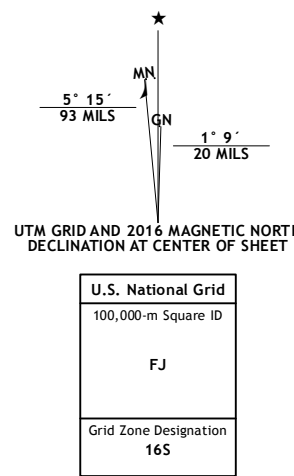 MN
5° 15´
93 MILS
GN
1° 9´
20 MILS
UTM GRID AND 2016 MAGNETIC NORTH
DECLINATION AT CENTER OF SHEET
U.S. National Grid
100,000-m Square ID
FJ
Grid Zone Designation
16S